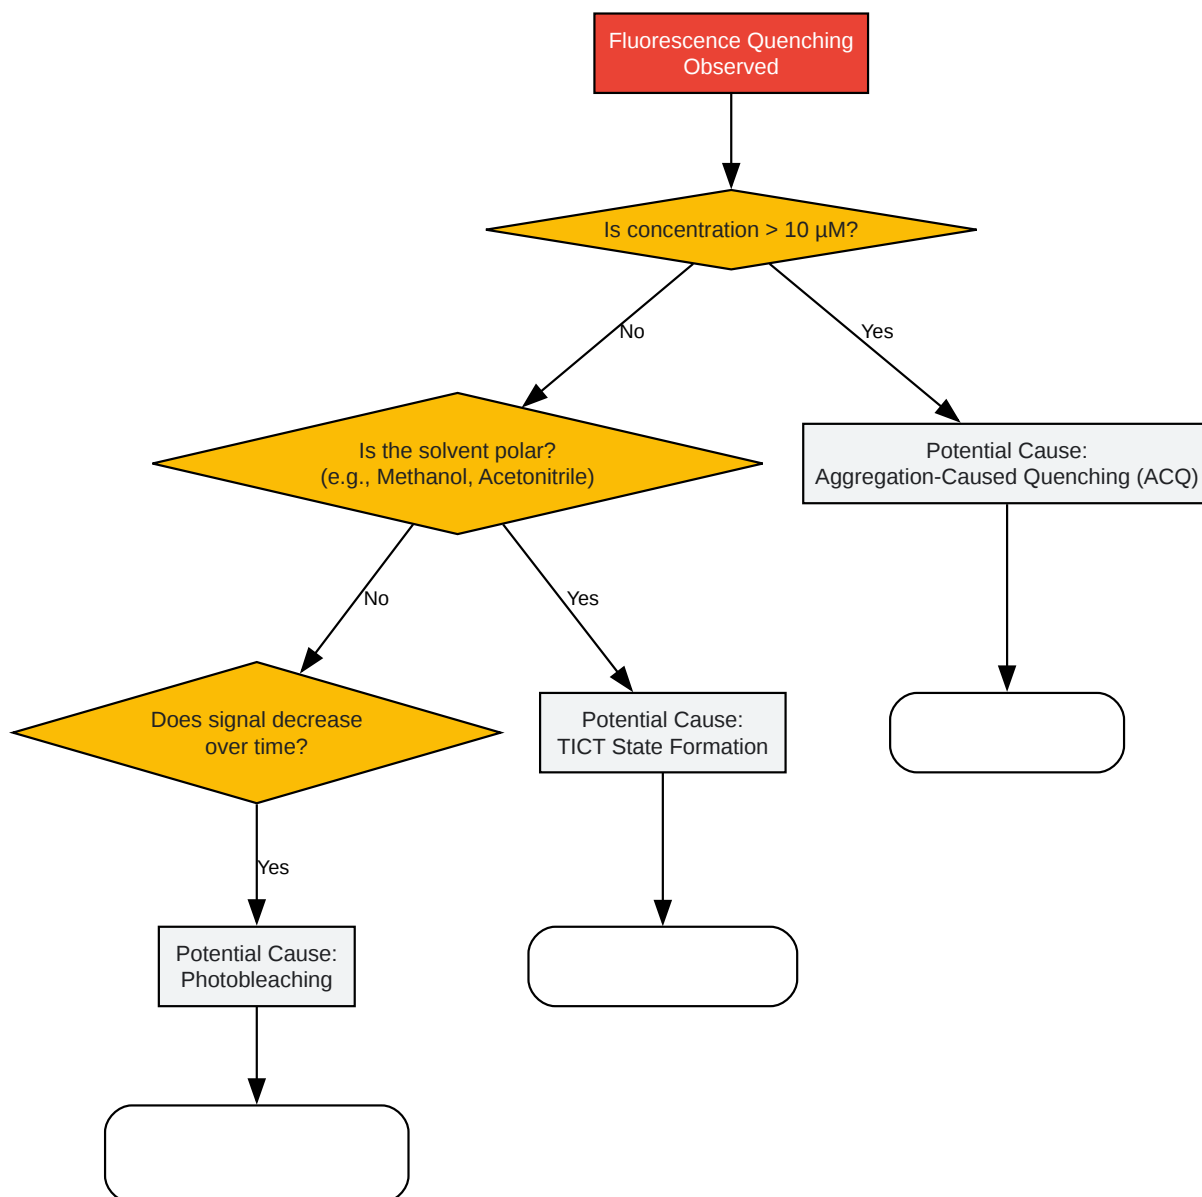 Fluorescence Quenching
Observed
Is concentration > 10 µM?
No
Yes
Is the solvent polar?
(e.g., Methanol, Acetonitrile)
Potential Cause:
Aggregation-Caused Quenching (ACQ)
No
Yes
Does signal decrease
over time?
Potential Cause:
TICT State Formation
Yes
Potential Cause:
Photobleaching